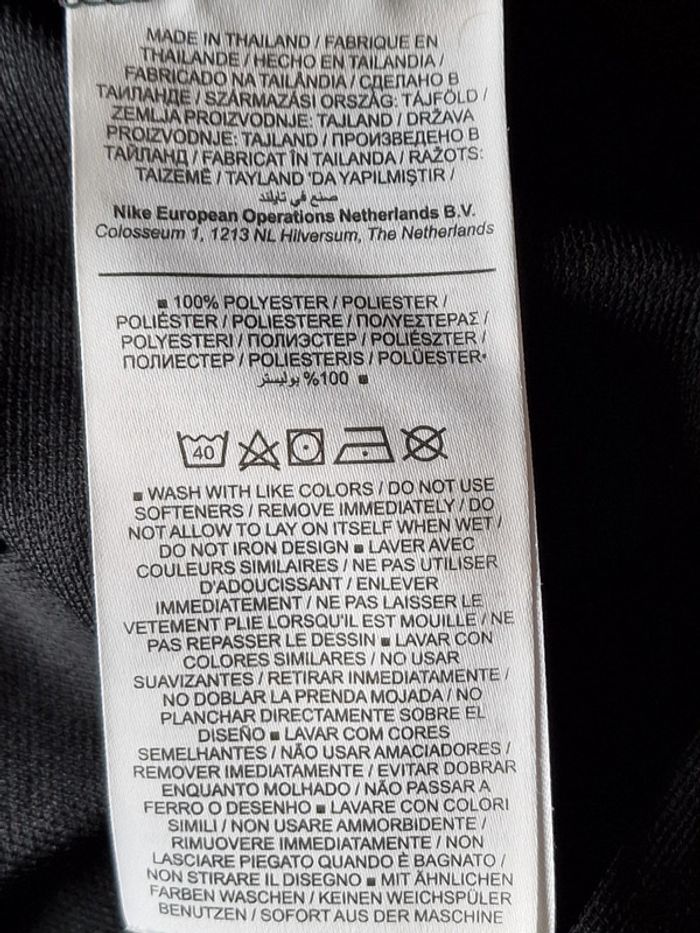 MADE IN THAILAND / FABRIQUE EN
THAILANDE / HECHO EN TAILANDIA /
FABRICADO NA TAILÂNDIA / СДЕЛАНО В
ТАИЛАНДЕ / SZÁRMAZÁSI ORSZÁG: TÁJFÖLD /
ZEMLJA PROIZVODNJE: TAJLAND / DRŽAVA
PROIZVODNJE: TAJLAND / ПРОИЗВЕДЕНО В
ТАЙЛАНД / FABRICAT ÎN TAILANDA / RAŽOTS:
TAIZEMĒ / TAYLAND 'DA YAPILMIŞTIR /
صنع في تايلند
Nike European Operations Netherlands B.V.
Colosseum 1, 1213 NL Hilversum, The Netherlands
■ 100% POLYESTER / POLIESTER /
POLIÉSTER / POLIESTERE / ΠΟΛΥΕΣΤΕΡΑΣ /
POLYESTERI / ПОЛИЭСТЕР / POLIÉSZTER /
ПОЛИЕСТЕР / POLIESTERIS / POLÜESTER•
■ 100% بوليستر
40
■ WASH WITH LIKE COLORS / DO NOT USE
SOFTENERS / REMOVE IMMEDIATELY / DO
NOT ALLOW TO LAY ON ITSELF WHEN WET /
DO NOT IRON DESIGN ■ LAVER AVEC
COULEURS SIMILAIRES / NE PAS UTILISER
D'ADOUCISSANT / ENLEVER
IMMEDIATEMENT / NE PAS LAISSER LE
VETEMENT PLIE LORSQU'IL EST MOUILLE / NE
PAS REPASSER LE DESSIN ■ LAVAR CON
COLORES SIMILARES / NO USAR
SUAVIZANTES / RETIRAR INMEDIATAMENTE /
NO DOBLAR LA PRENDA MOJADA / NO
PLANCHAR DIRECTAMENTE SOBRE EL
DISEÑO ■ LAVAR COM CORES
SEMELHANTES / NÃO USAR AMACIADORES /
REMOVER IMEDIATAMENTE / EVITAR DOBRAR
ENQUANTO MOLHADO / NÃO PASSAR A
FERRO O DESENHO ■ LAVARE CON COLORI
SIMILI / NON USARE AMMORBIDENTE /
RIMUOVERE IMMEDIATAMENTE / NON
LASCIARE PIEGATO QUANDO È BAGNATO /
NON STIRARE IL DISEGNO ■ MIT ÄHNLICHEN
FARBEN WASCHEN / KEINEN WEICHSPÜLER
BENUTZEN / SOFORT AUS DER MASCHINE